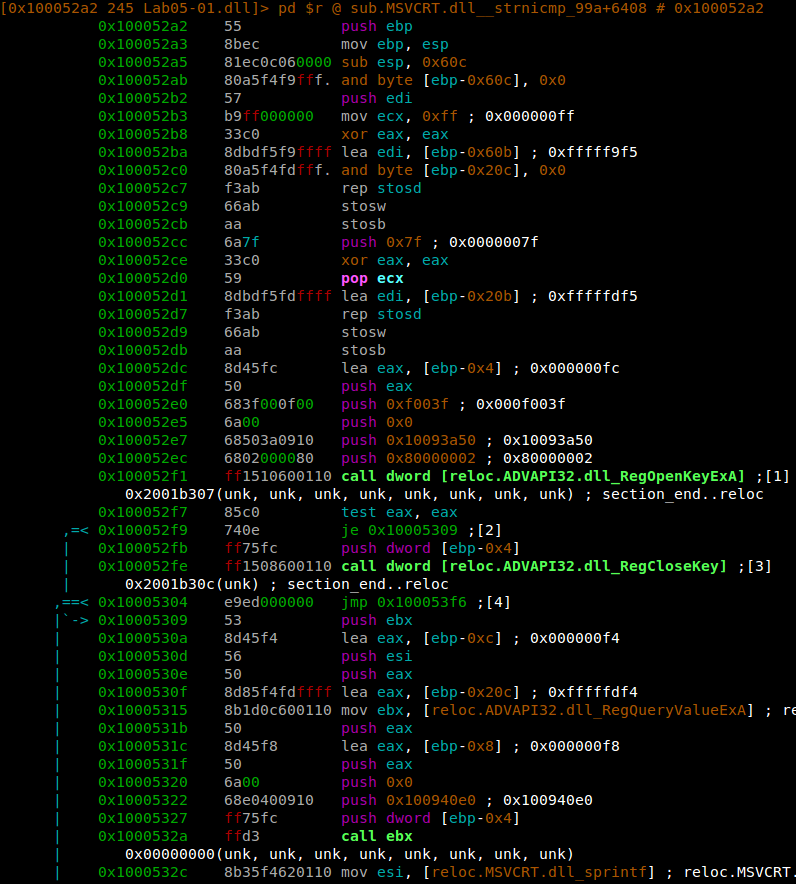 [0x100052a2 245 Lab05-01.dll]> pd $r @ sub.MSVCRT.dll__strnicmp_99a+6408 # 0x100052a2
0x100052a2 55 push ebp
0x100052a3 8bec mov ebp, esp
0x100052a5 81ec0c060000 sub esp, 0x60c
0x100052ab 80a5f4f9fff. and byte [ebp-0x60c], 0x0
0x100052b2 57 push edi
0x100052b3 b9ff000000 mov ecx, 0xff ; 0x000000ff
0x100052b8 33c0 xor eax, eax
0x100052ba 8dbdf5f9ffff lea edi, [ebp-0x60b] ; 0xfffff9f5
0x100052c0 80a5f4fdff. and byte [ebp-0x20c], 0x0
0x100052c7 f3ab rep stosd
0x100052c9 66ab stosw
0x100052cb aa stosb
0x100052cc 6a7f push 0x7f ; 0x0000007f
0x100052ce 33c0 xor eax, eax
0x100052d0 59 pop ecx
0x100052d1 8dbdf5fdffff lea edi, [ebp-0x20b] ; 0xfffffdf5
0x100052d7 f3ab rep stosd
0x100052d9 66ab stosw
0x100052db aa stosb
0x100052dc 8d45fc lea eax, [ebp-0x4] ; 0x000000fc
0x100052df 50 push eax
0x100052e0 683f000f00 push 0xf003f ; 0x000f003f
0x100052e5 6a00 push 0x0
0x100052e7 68503a0910 push 0x10093a50 ; 0x10093a50
0x100052ec 6802000080 push 0x80000002 ; 0x80000002
0x100052f1 ff1510600110 call dword [reloc.ADVAPI32.dll_RegOpenKeyExA] ;[1]
0x2001b307(unk, unk, unk, unk, unk, unk, unk, unk) ; section_end..reloc
0x100052f7 85c0 test eax, eax
,=< 0x100052f9 740e je 0x10005309 ;[2]
| 0x100052fb ff75fc push dword [ebp-0x4]
| 0x100052fe ff1508600110 call dword [reloc.ADVAPI32.dll_RegCloseKey] ;[3]
| 0x2001b30c(unk) ; section_end..reloc
,==< 0x10005304 e9ed000000 jmp 0x100053f6 ;[4]
|`-> 0x10005309 53 push ebx
| 0x1000530a 8d45f4 lea eax, [ebp-0xc] ; 0x000000f4
| 0x1000530d 56 push esi
| 0x1000530e 50 push eax
| 0x1000530f 8d85f4fdffff lea eax, [ebp-0x20c] ; 0xfffffdf4
| 0x10005315 8b1d0c600110 mov ebx, [reloc.ADVAPI32.dll_RegQueryValueExA] ; re
| 0x1000531b 50 push eax
| 0x1000531c 8d45f8 lea eax, [ebp-0x8] ; 0x000000f8
| 0x1000531f 50 push eax
| 0x10005320 6a00 push 0x0
| 0x10005322 68e0400910 push 0x100940e0 ; 0x100940e0
| 0x10005327 ff75fc push dword [ebp-0x4]
| 0x1000532a ffd3 call ebx
| 0x00000000(unk, unk, unk, unk, unk, unk, unk, unk)
| 0x1000532c 8b35f4620110 mov esi, [reloc.MSVCRT.dll_sprintf] ; reloc.MSVCRT.